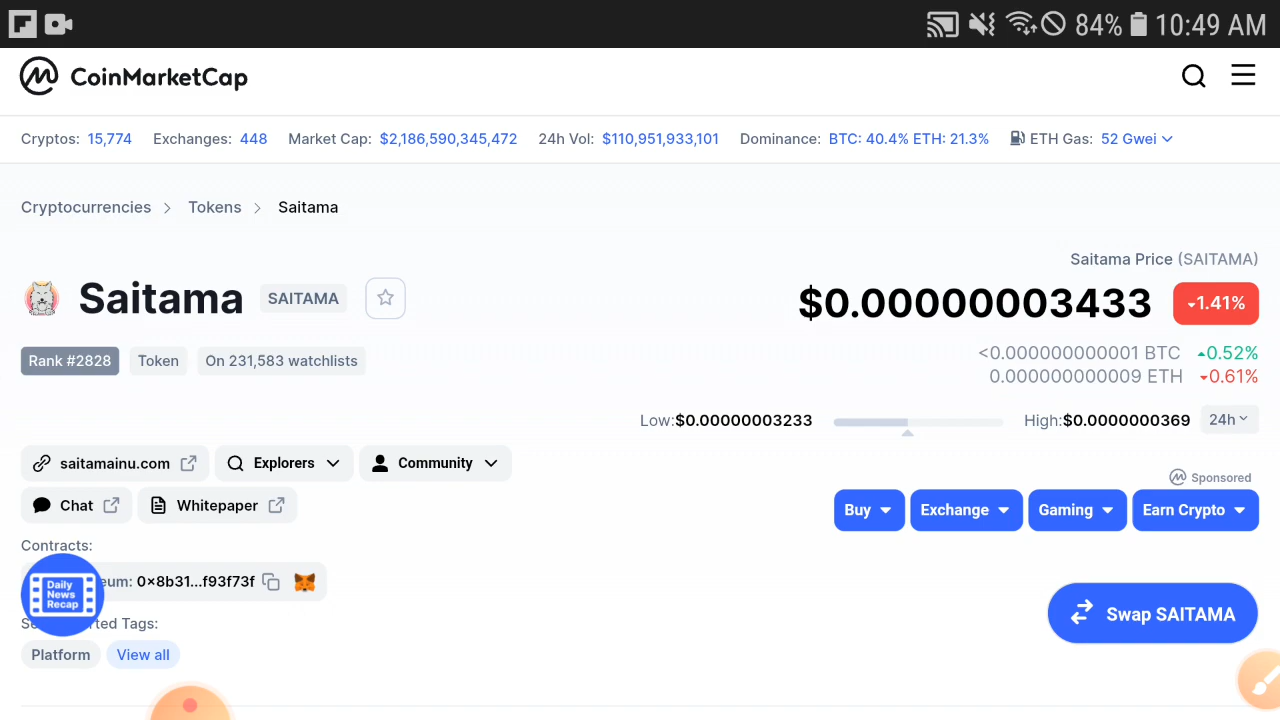 84% 10:49 AM
CoinMarketCap
Cryptos: 15,774 Exchanges: 448 Market Cap: $2,186,590,345,472 24h Vol: $110,951,933,101 Dominance: BTC: 40.4% ETH: 21.3% ETH Gas: 52 Gwei
Cryptocurrencies > Tokens > Saitama
Saitama Price (SAITAMA)
Saitama SAITAMA
$0.00000003433 1.41%
Rank #2828 Token On 231,583 watchlists
<0.000000000001 BTC 0.52%
0.000000000009 ETH 0.61%
Low:$0.00000003233 High:$0.0000000369 24h
saitamainu.com Explorers Community
Sponsored
Chat Whitepaper
Buy Exchange Gaming Earn Crypto
Contracts:
eum: 0x8b31...f93f73f
Daily
News
Recap
Swap SAITAMA
Tags:
Platform View all